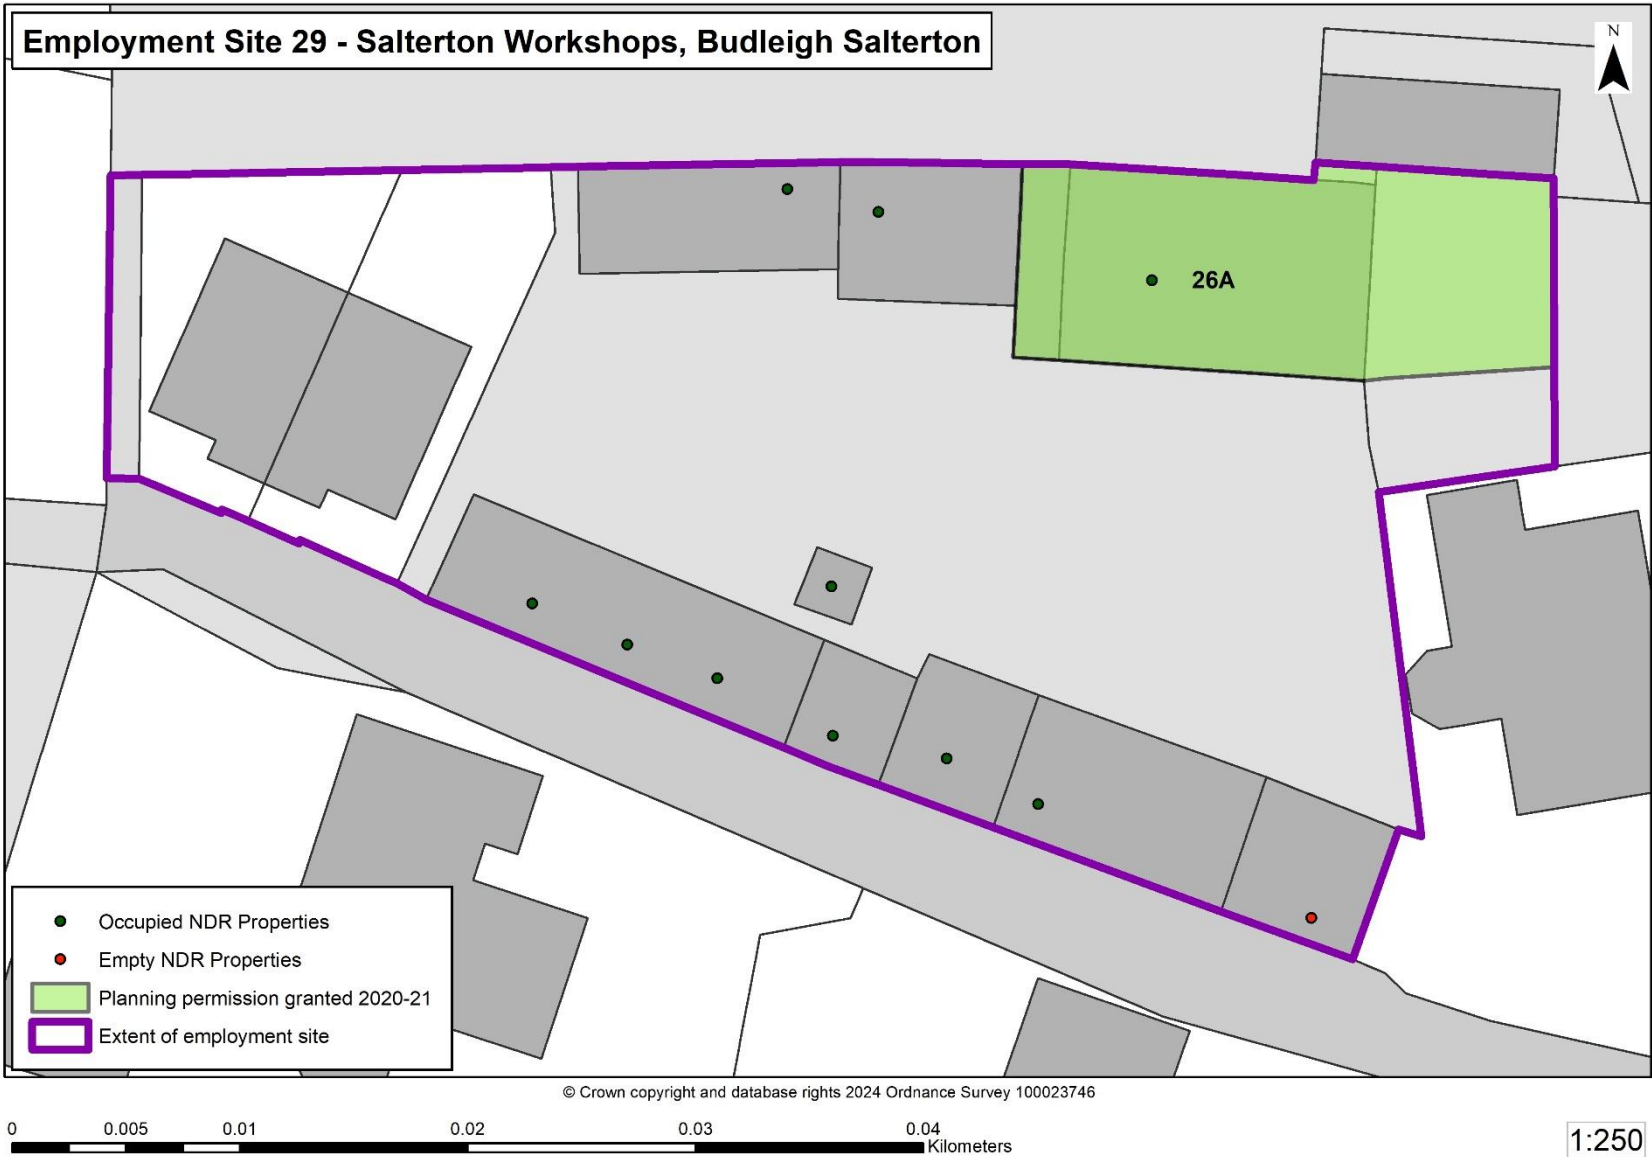 Employment Site 29 - Salterton Workshops, Budleigh Salterton
N
26A
Occupied NDR Properties
Empty NDR Properties
Planning permission granted 2020-21
Extent of employment site
© Crown copyright and database rights 2024 Ordnance Survey 100023746
0 0.005 0.01 0.02 0.03 0.04
Kilometers
1:250